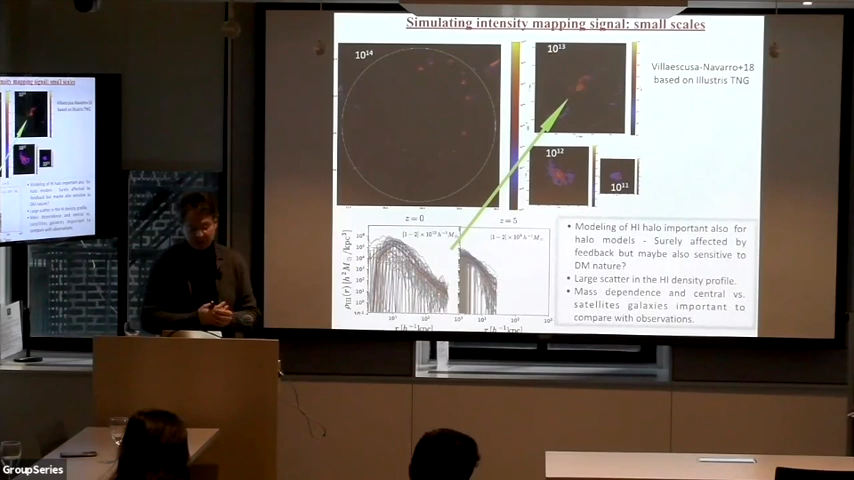 Simulating intensity mapping signal: small scales
10¹⁴
10¹³
Villaescusa-Navarro+18
based on Illustris TNG
10¹²
10¹¹
z=0
z=5
• Modeling of HI halo important also for
halo models - Surely affected by
feedback but maybe also sensitive to
DM nature?
• Large scatter in the HI density profile.
• Mass dependence and central vs.
satellites galaxies important to
compare with observations.
r [h⁻¹kpc]
r [h⁻¹kpc]
GroupSeries